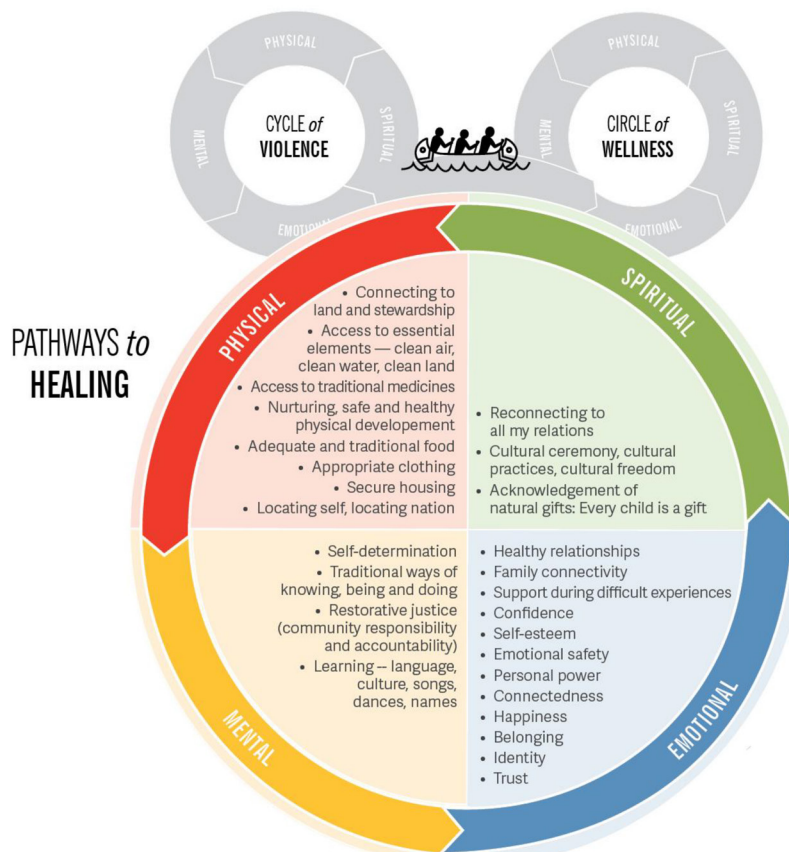 PHYSICAL
SPIRITUAL
MENTAL
EMOTIONAL
CYCLE of
VIOLENCE
PHYSICAL
SPIRITUAL
MENTAL
EMOTIONAL
CIRCLE of
WELLNESS
PATHWAYS to
HEALING
PHYSICAL
• Connecting to
land and stewardship
• Access to essential
elements — clean air,
clean water, clean land
• Access to traditional medicines
• Nurturing, safe and healthy
physical developement
• Adequate and traditional food
• Appropriate clothing
• Secure housing
• Locating self, locating nation
SPIRITUAL
• Reconnecting to
all my relations
• Cultural ceremony, cultural
practices, cultural freedom
• Acknowledgement of
natural gifts: Every child is a gift
MENTAL
• Self-determination
• Traditional ways of
knowing, being and doing
• Restorative justice
(community responsibility
and accountability)
• Learning -- language,
culture, songs,
dances, names
EMOTIONAL
• Healthy relationships
• Family connectivity
• Support during difficult experiences
• Confidence
• Self-esteem
• Emotional safety
• Personal power
• Connectedness
• Happiness
• Belonging
• Identity
• Trust